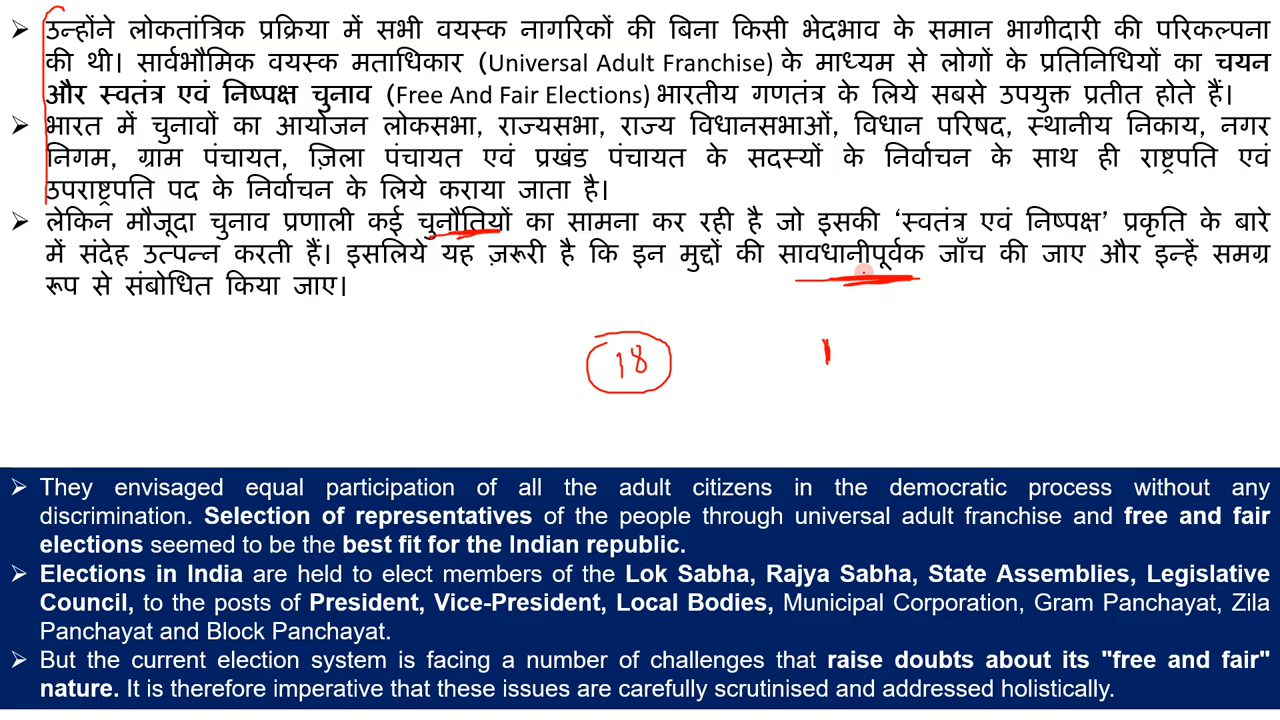 ➢ उन्होंने लोकतांत्रिक प्रक्रिया में सभी वयस्क नागरिकों की बिना किसी भेदभाव के समान भागीदारी की परिकल्पना
की थी। सार्वभौमिक वयस्क मताधिकार (Universal Adult Franchise) के माध्यम से लोगों के प्रतिनिधियों का चयन
और स्वतंत्र एवं निष्पक्ष चुनाव (Free And Fair Elections) भारतीय गणतंत्र के लिये सबसे उपयुक्त प्रतीत होते हैं।
➢ भारत में चुनावों का आयोजन लोकसभा, राज्यसभा, राज्य विधानसभाओं, विधान परिषद, स्थानीय निकाय, नगर
निगम, ग्राम पंचायत, ज़िला पंचायत एवं प्रखंड पंचायत के सदस्यों के निर्वाचन के साथ ही राष्ट्रपति एवं
उपराष्ट्रपति पद के निर्वाचन के लिये कराया जाता है।
➢ लेकिन मौजूदा चुनाव प्रणाली कई चुनौतियों का सामना कर रही है जो इसकी ‘स्वतंत्र एवं निष्पक्ष’ प्रकृति के बारे
में संदेह उत्पन्न करती हैं। इसलिये यह ज़रूरी है कि इन मुद्दों की सावधानीपूर्वक जाँच की जाए और इन्हें समग्र
रूप से संबोधित किया जाए।
18
➢ They envisaged equal participation of all the adult citizens in the democratic process without any
discrimination. Selection of representatives of the people through universal adult franchise and free and fair
elections seemed to be the best fit for the Indian republic.
➢ Elections in India are held to elect members of the Lok Sabha, Rajya Sabha, State Assemblies, Legislative
Council, to the posts of President, Vice-President, Local Bodies, Municipal Corporation, Gram Panchayat, Zila
Panchayat and Block Panchayat.
➢ But the current election system is facing a number of challenges that raise doubts about its "free and fair"
nature. It is therefore imperative that these issues are carefully scrutinised and addressed holistically.